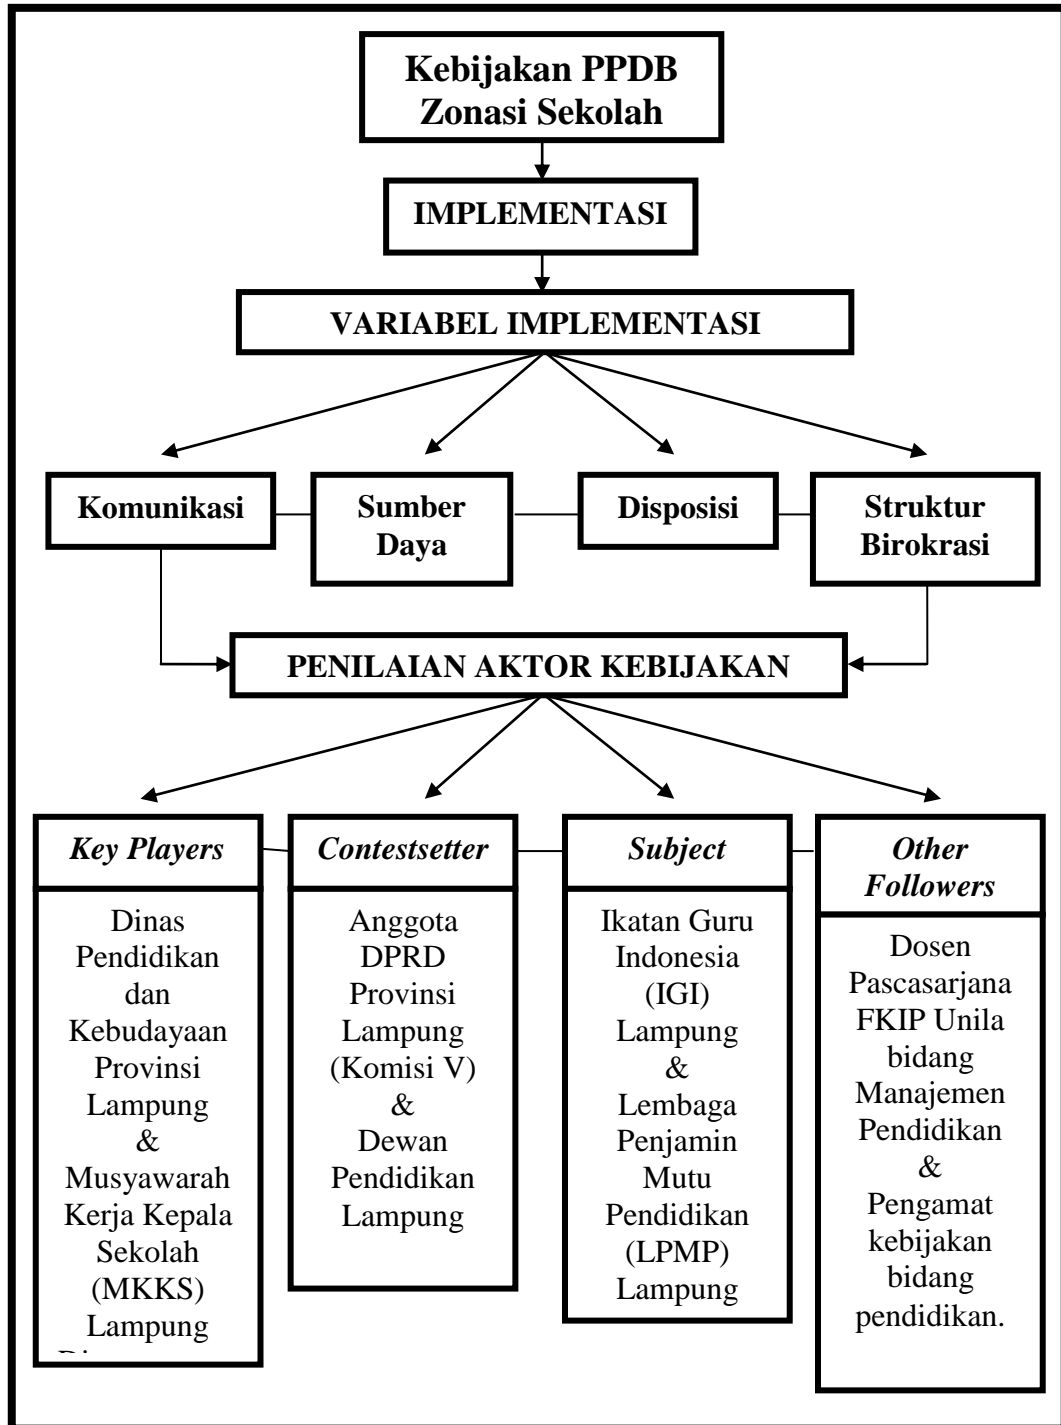 Kebijakan PPDB
Zonasi Sekolah
IMPLEMENTASI
VARIABEL IMPLEMENTASI
Komunikasi
Sumber
Daya
Disposisi
Struktur
Birokrasi
PENILAIAN AKTOR KEBIJAKAN
Key Players
Dinas
Pendidikan
dan
Kebudayaan
Provinsi
Lampung
&
Musyawarah
Kerja Kepala
Sekolah
(MKKS)
Lampung
Contestsetter
Anggota
DPRD
Provinsi
Lampung
(Komisi V)
&
Dewan
Pendidikan
Lampung
Subject
Ikatan Guru
Indonesia
(IGI)
Lampung
&
Lembaga
Penjamin
Mutu
Pendidikan
(LPMP)
Lampung
Other
Followers
Dosen
Pascasarjana
FKIP Unila
bidang
Manajemen
Pendidikan
&
Pengamat
kebijakan
bidang
pendidikan.